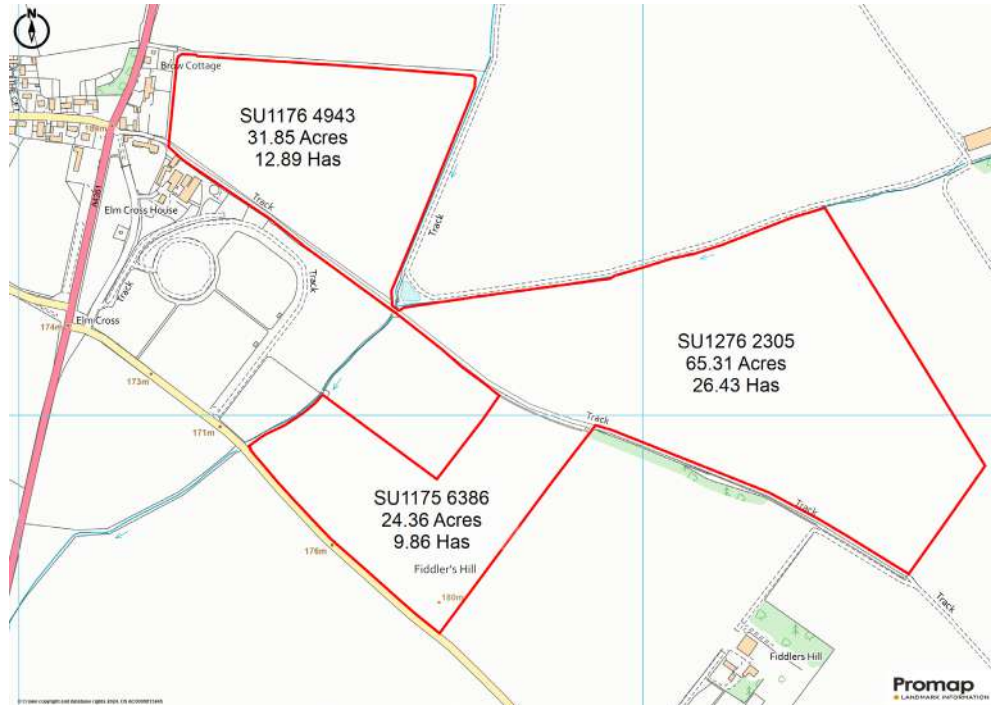 N
Brow Cottage
SU1176 4943
31.85 Acres
12.89 Has
Track
Track
A4361
Elm Cross House
Track
Track
Elm Cross
174m
173m
171m
SU1276 2305
65.31 Acres
26.43 Has
Track
SU1175 6386
24.36 Acres
9.86 Has
176m
Fiddler's Hill
180m
Track
Track
Fiddlers Hill
Promap
LANDMARK INFORMATION